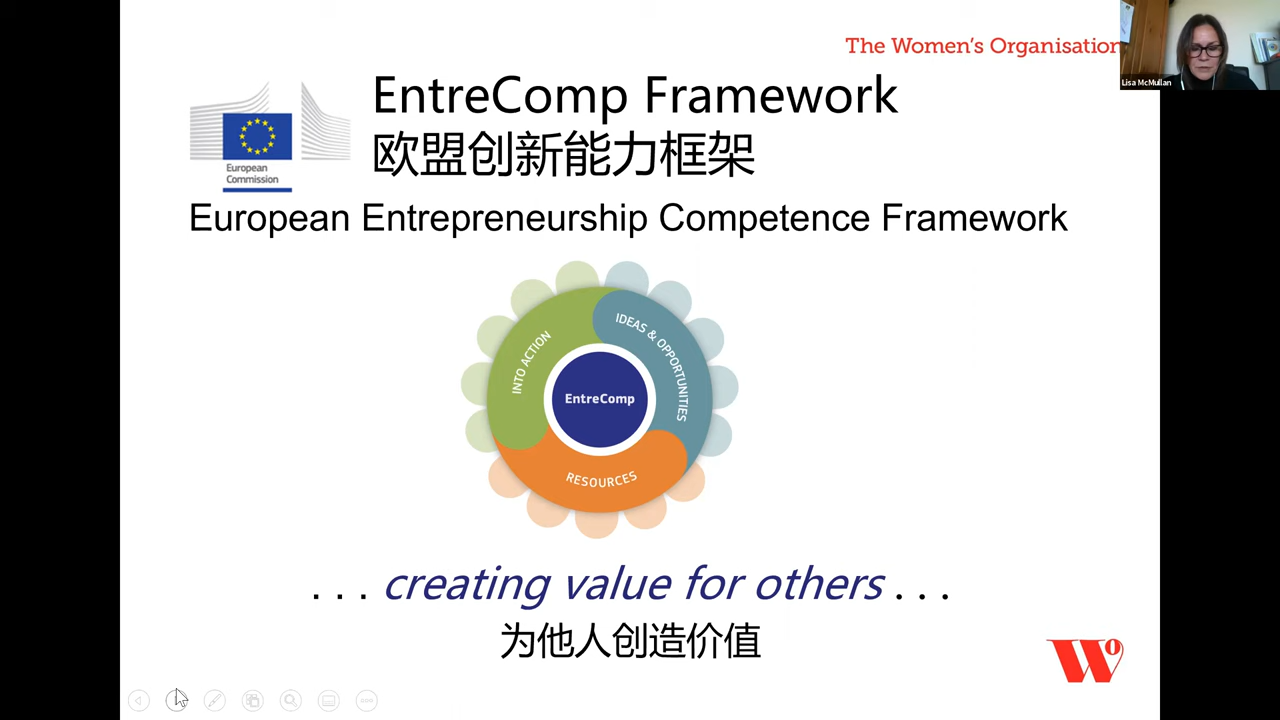 The Women's Organisation
Lisa McMullan
EntreComp Framework
欧盟创新能力框架
European
Commission
European Entrepreneurship Competence Framework
INTO ACTION
IDEAS & OPPORTUNITIES
EntreComp
RESOURCES
. . . creating value for others . . .
为他人创造价值
Wo